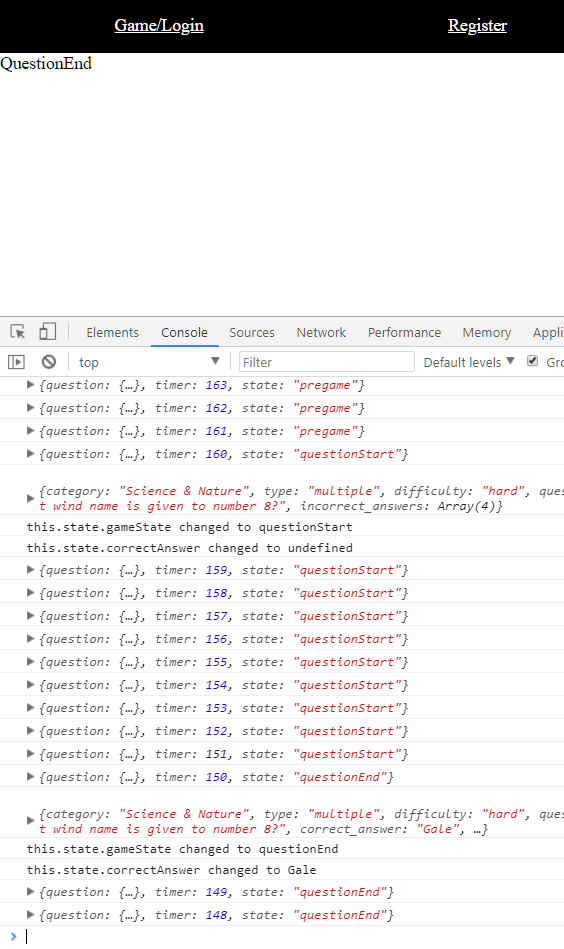 Game/Login Register
QuestionEnd
Elements Console Sources Network Performance Memory Appli
top Filter Default levels Gro
{question: {…}, timer: 163, state: "pregame"}
{question: {…}, timer: 162, state: "pregame"}
{question: {…}, timer: 161, state: "pregame"}
{question: {…}, timer: 160, state: "questionStart"}
{category: "Science & Nature", type: "multiple", difficulty: "hard", ques
t wind name is given to number 8?", incorrect_answers: Array(4)}
this.state.gameState changed to questionStart
this.state.correctAnswer changed to undefined
{question: {…}, timer: 159, state: "questionStart"}
{question: {…}, timer: 158, state: "questionStart"}
{question: {…}, timer: 157, state: "questionStart"}
{question: {…}, timer: 156, state: "questionStart"}
{question: {…}, timer: 155, state: "questionStart"}
{question: {…}, timer: 154, state: "questionStart"}
{question: {…}, timer: 153, state: "questionStart"}
{question: {…}, timer: 152, state: "questionStart"}
{question: {…}, timer: 151, state: "questionStart"}
{question: {…}, timer: 150, state: "questionEnd"}
{category: "Science & Nature", type: "multiple", difficulty: "hard", ques
t wind name is given to number 8?", correct_answer: "Gale", …}
this.state.gameState changed to questionEnd
this.state.correctAnswer changed to Gale
{question: {…}, timer: 149, state: "questionEnd"}
{question: {…}, timer: 148, state: "questionEnd"}